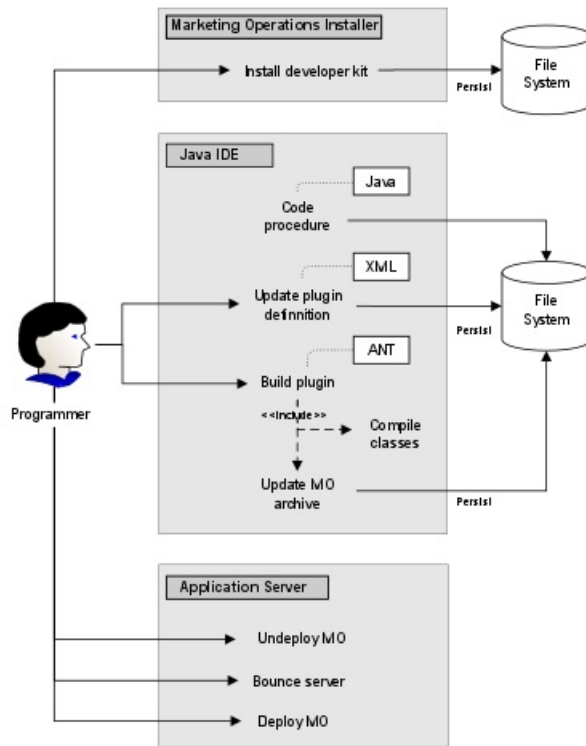 Marketing Operations Installer
Install developer kit
Persist
File
System
Java IDE
Java
Code
procedure
XML
Update plugin
definnition
Persist
File
System
ANT
Build plugin
<<Include>>
Compile
classes
Update MO
archive
Persist
Programmer
Application Server
Undeploy MO
Bounce server
Deploy MO